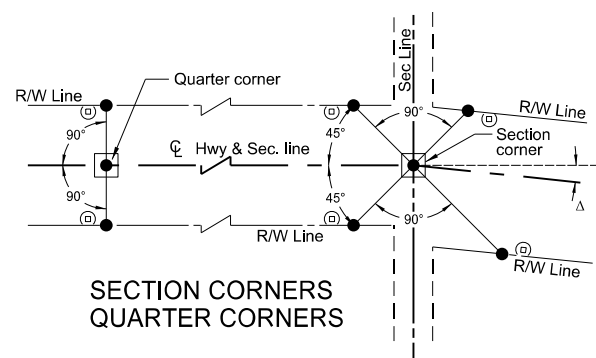 Quarter corner
R/W Line
90°
90°
℄ Hwy & Sec. line
45°
45°
R/W Line
Sec Line
90°
90°
R/W Line
Section
corner
Δ
R/W Line
SECTION CORNERS
QUARTER CORNERS